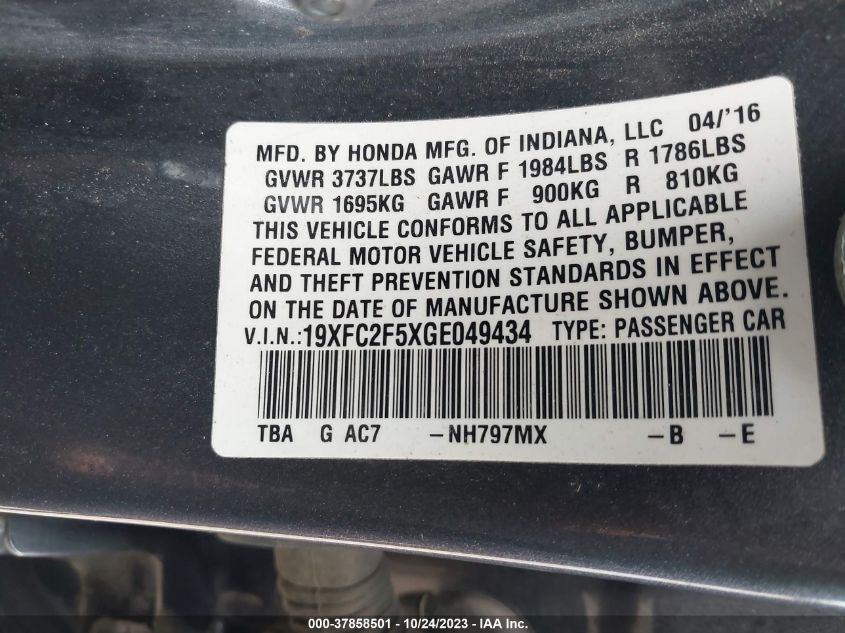 MFD. BY HONDA MFG. OF INDIANA, LLC 04/'16
GVWR 3737LBS GAWR F 1984LBS R 1786LBS
GVWR 1695KG GAWR F 900KG R 810KG
THIS VEHICLE CONFORMS TO ALL APPLICABLE
FEDERAL MOTOR VEHICLE SAFETY, BUMPER,
AND THEFT PREVENTION STANDARDS IN EFFECT
ON THE DATE OF MANUFACTURE SHOWN ABOVE.
V.I.N.:19XFC2F5XGE049434 TYPE: PASSENGER CAR
TBA G AC7 -NH797MX -B -E
000-37858501 - 10/24/2023 - IAA Inc.